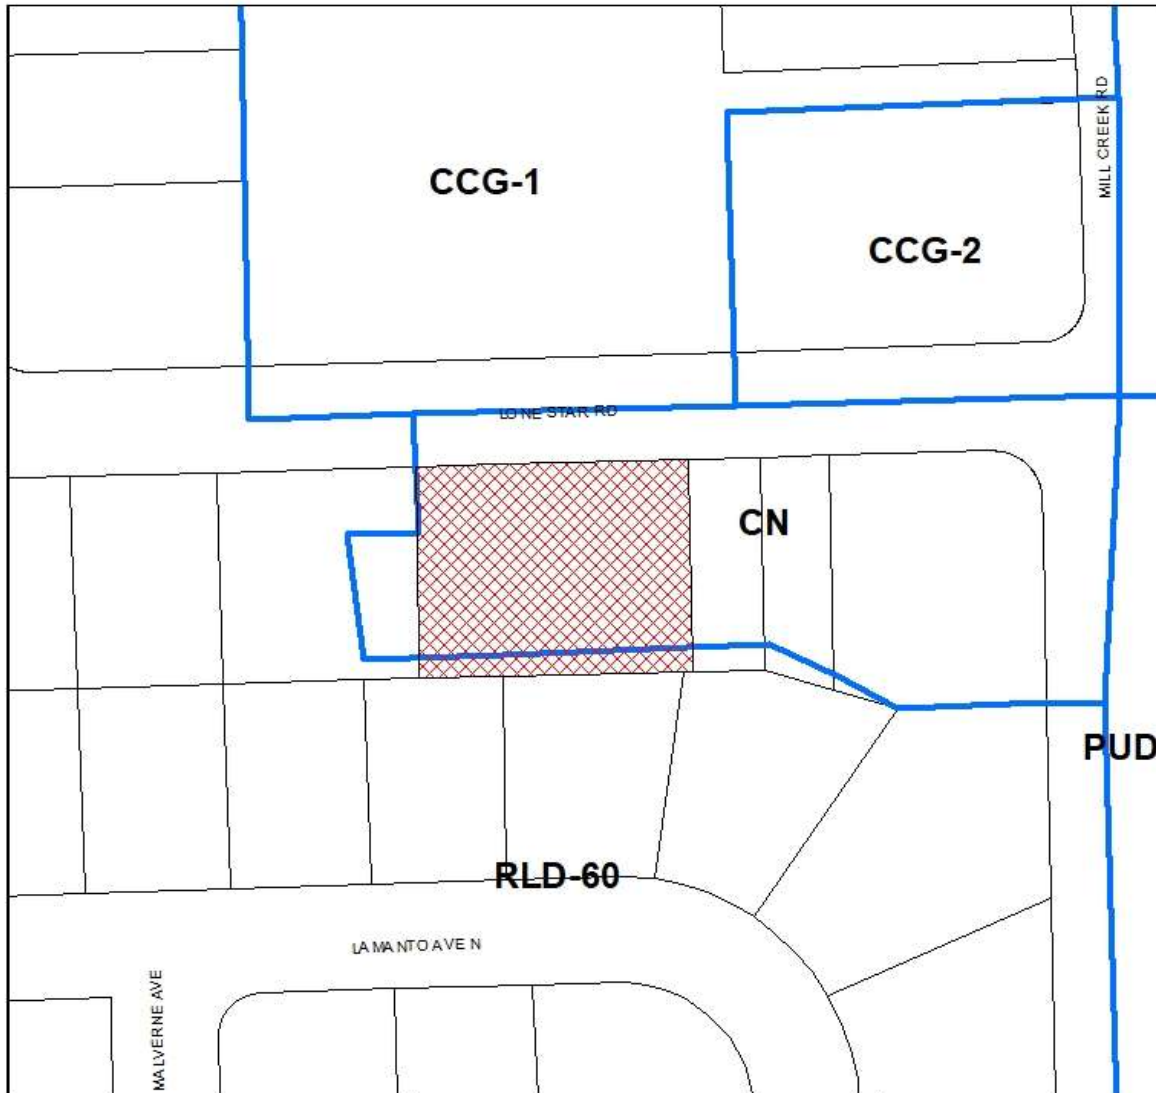 MILL CREEK RD
CCG-1
CCG-2
LONE STAR RD
CN
PUD
RLD-60
LAMANTO AVE N
MALVERNE AVE